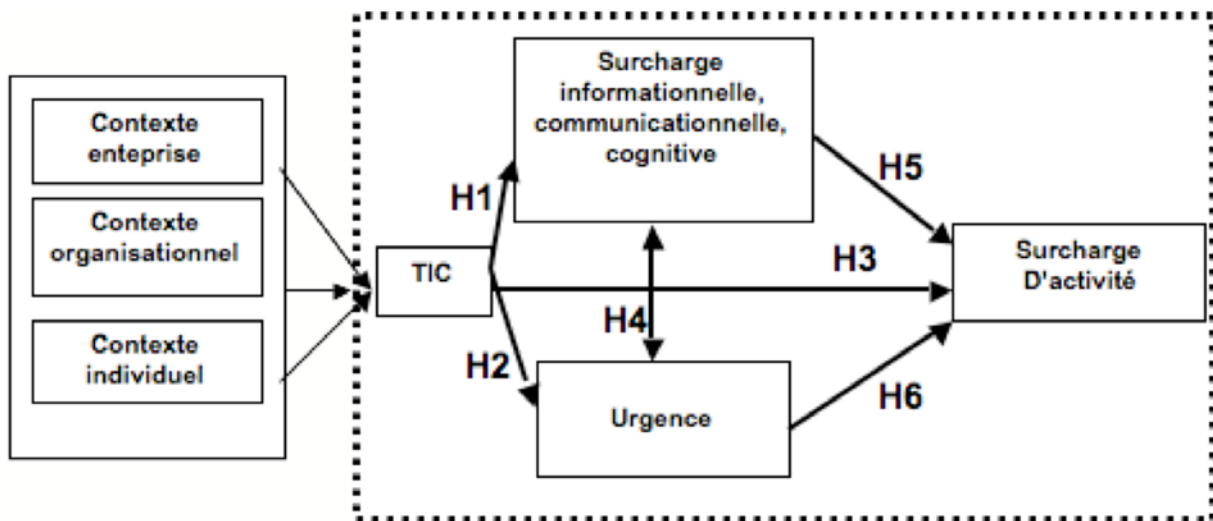 Contexte
enteprise
Contexte
organisationnel
Contexte
individuel
TIC
H1
H2
Surcharge
informationnelle,
communicationnelle,
cognitive
H4
Urgence
H3
H5
H6
Surcharge
D'activité